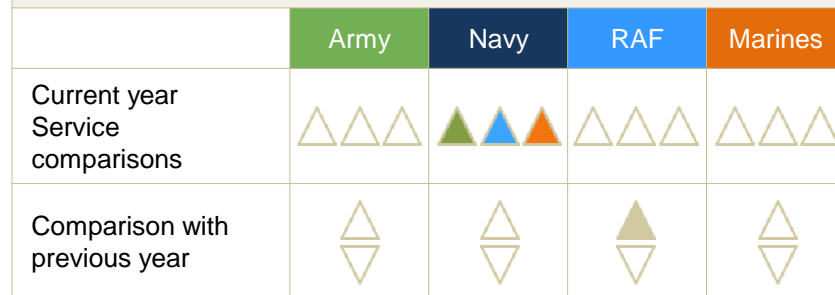 Army Navy RAF Marines
Current year
Service
comparisons
Comparison with
previous year